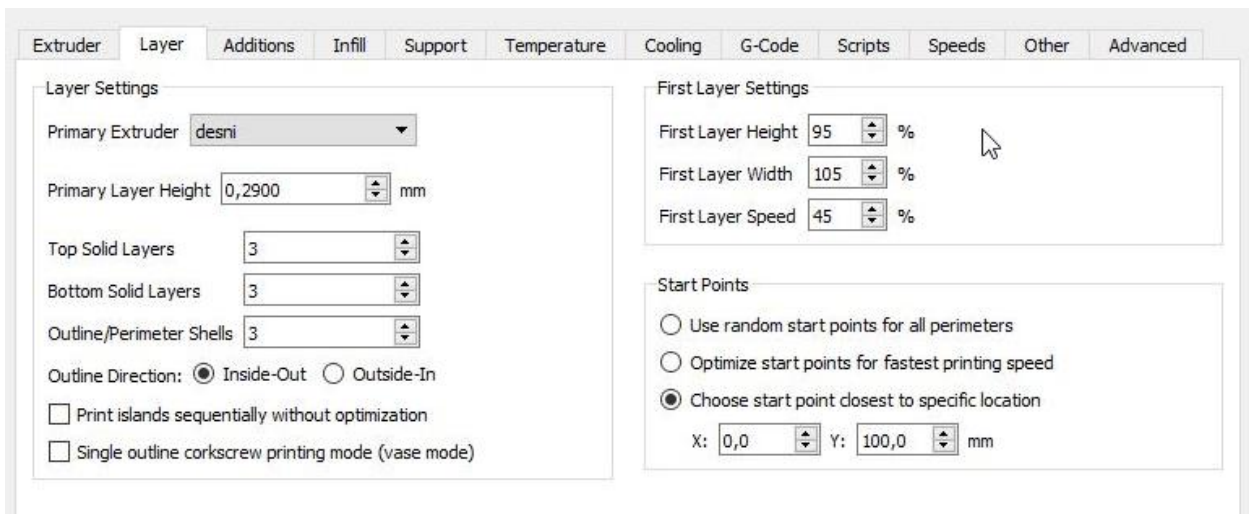 Extruder Layer Additions Infill Support Temperature Cooling G-Code Scripts Speeds Other Advanced
Layer Settings
Primary Extruder desni
Primary Layer Height 0,2900 mm
Top Solid Layers 3
Bottom Solid Layers 3
Outline/Perimeter Shells 3
Outline Direction: Inside-Out Outside-In
Print islands sequentially without optimization
Single outline corkscrew printing mode (vase mode)
First Layer Settings
First Layer Height 95 %
First Layer Width 105 %
First Layer Speed 45 %
Start Points
Use random start points for all perimeters
Optimize start points for fastest printing speed
Choose start point closest to specific location
X: 0,0 Y: 100,0 mm